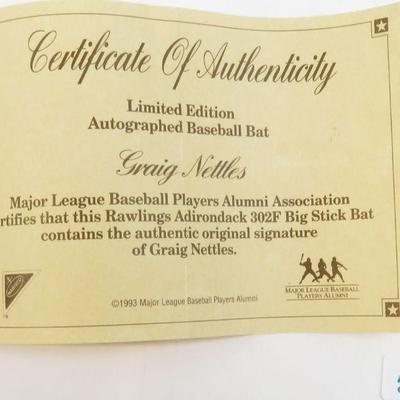 Certificate Of Authenticity
Limited Edition
Autographed Baseball Bat
Graig Nettles
Major League Baseball Players Alumni Association
rtifies that this Rawlings Adirondack 302F Big Stick Bat
contains the authentic original signature
of Graig Nettles.
MAJOR LEAGUE BASEBALL
PLAYERS ALUMNI
©1993 Major League Baseball Players Alumni